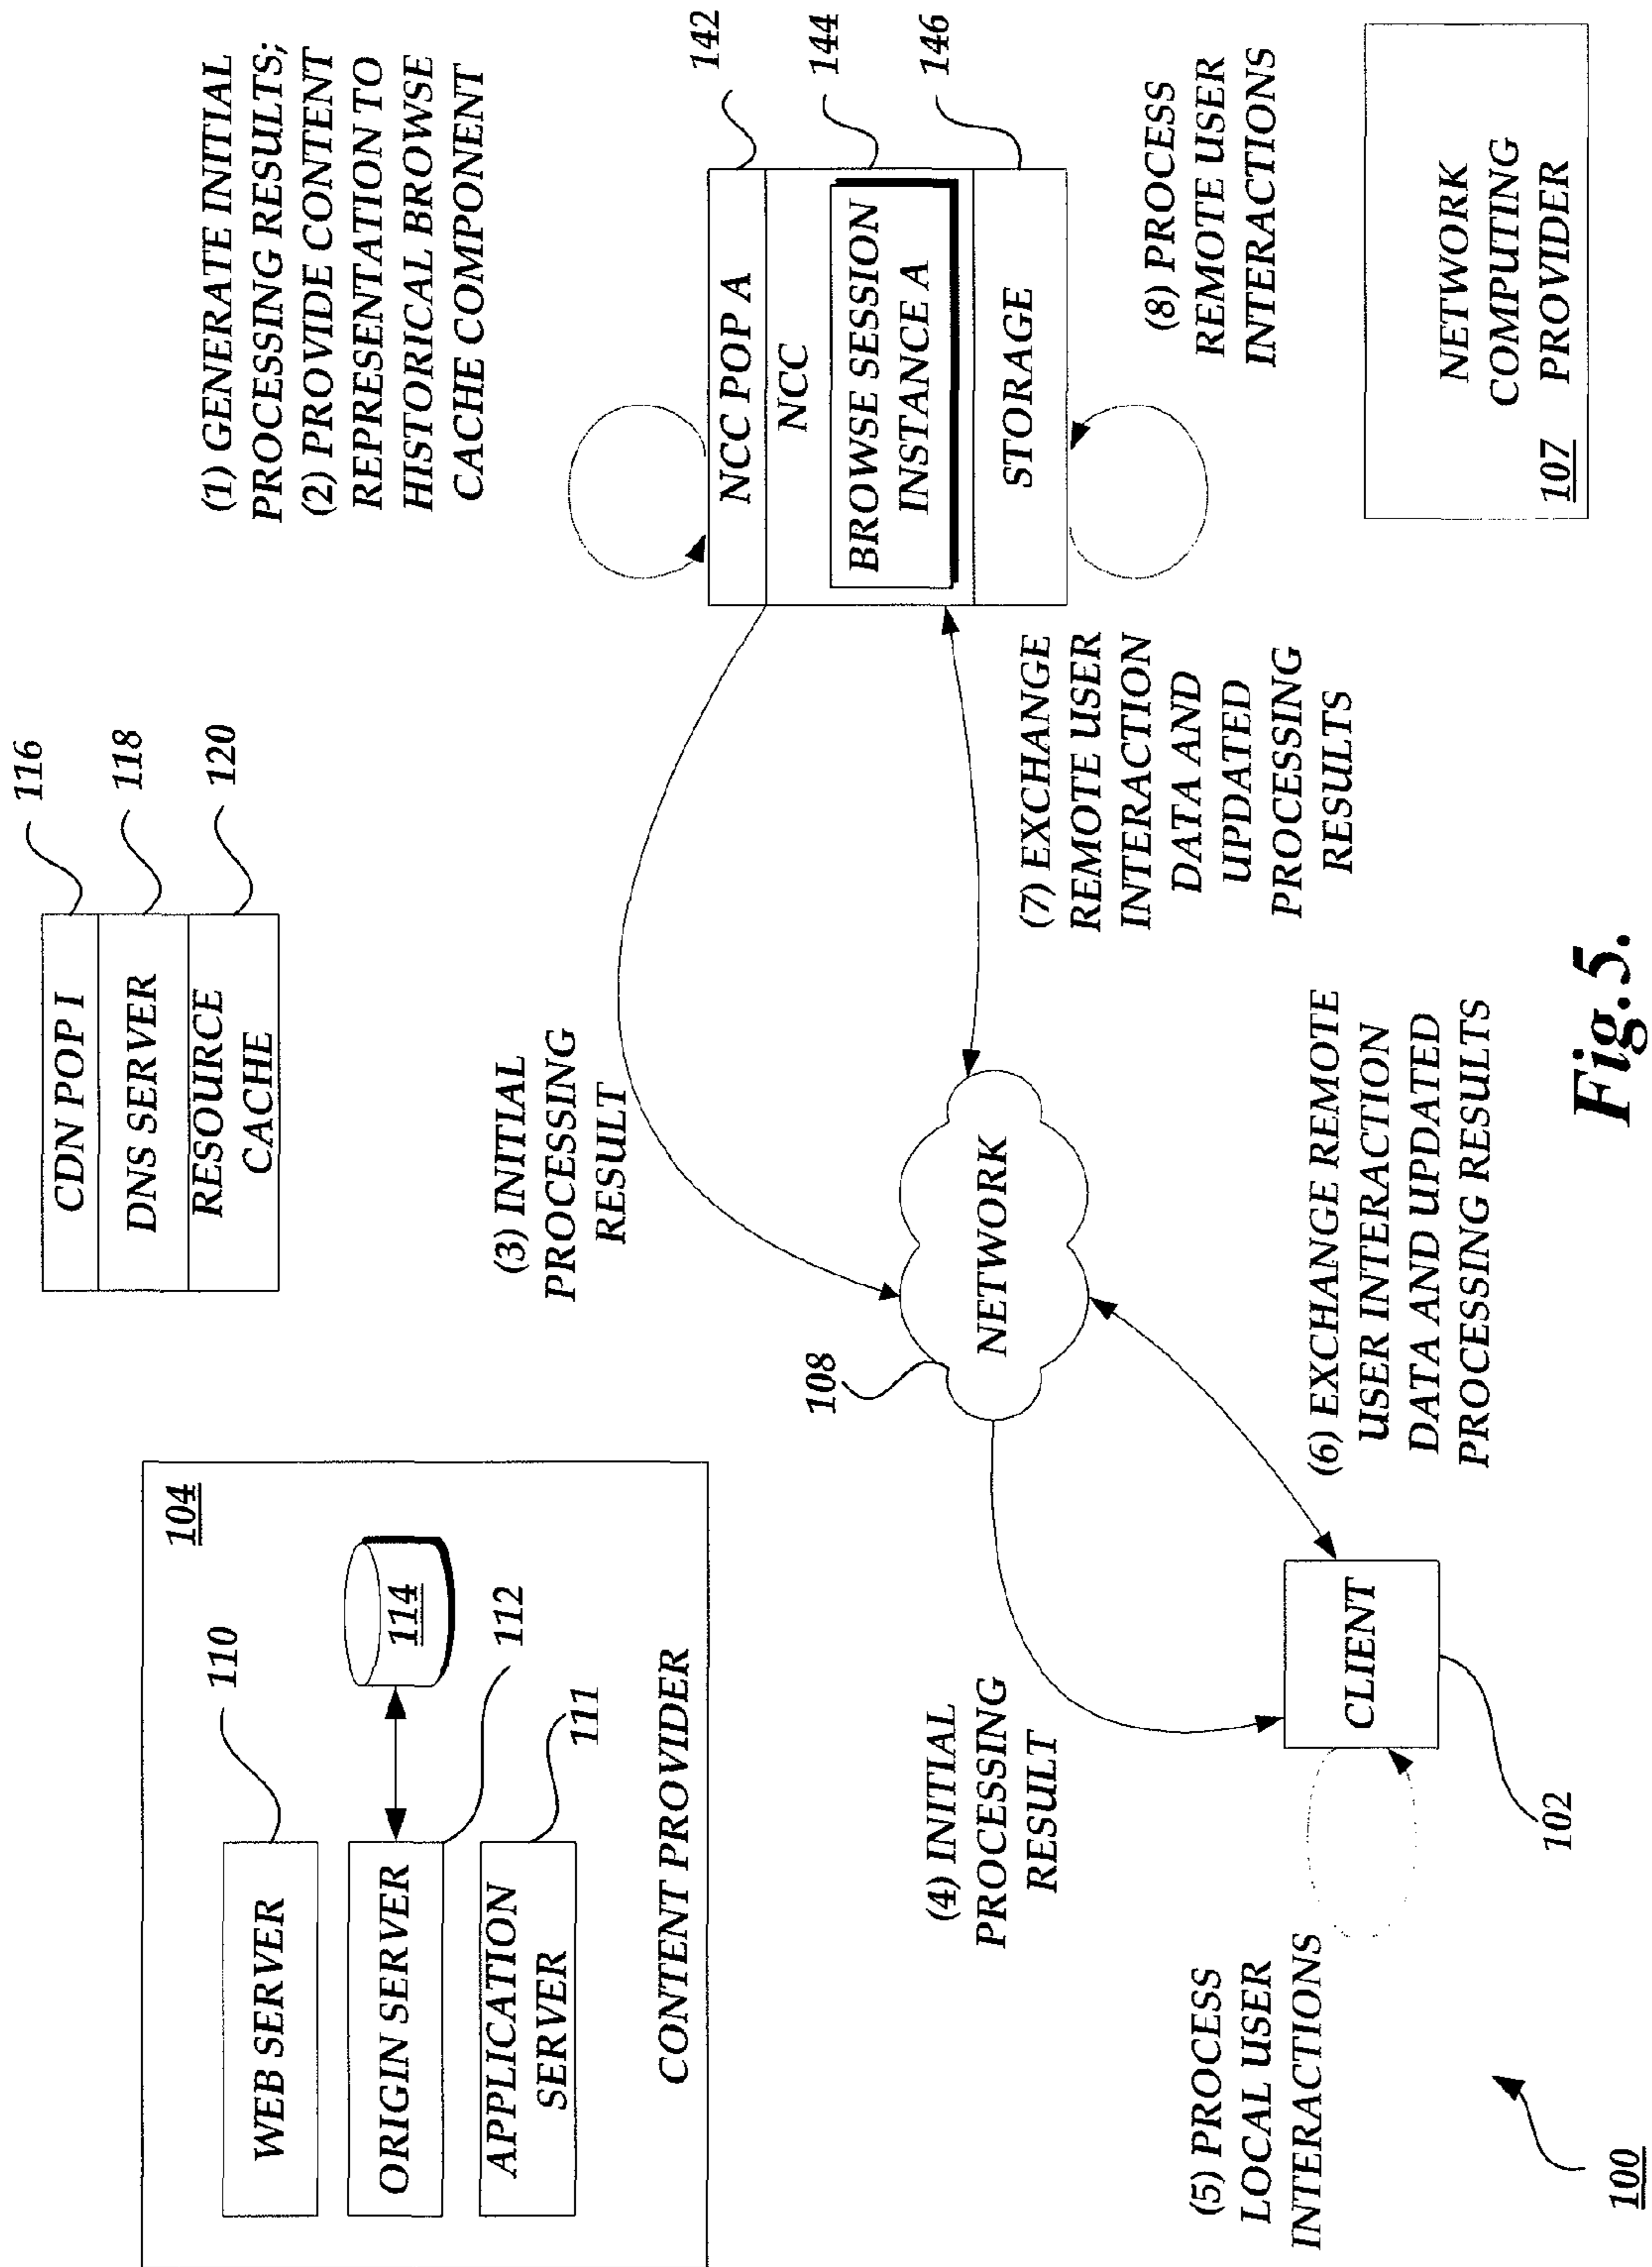 104
WEB SERVER
110
ORIGIN SERVER
114
112
APPLICATION
SERVER
111
CONTENT PROVIDER
CDN POP I
116
DNS SERVER
118
RESOURCE
CACHE
120
(1) GENERATE INITIAL
PROCESSING RESULTS;
(2) PROVIDE CONTENT
REPRESENTATION TO
HISTORICAL BROWSE
CACHE COMPONENT
(3) INITIAL
PROCESSING
RESULT
NCC POP A
142
NCC
144
BROWSE SESSION
INSTANCE A
STORAGE
146
108
NETWORK
(4) INITIAL
PROCESSING
RESULT
(7) EXCHANGE
REMOTE USER
INTERACTION
DATA AND
UPDATED
PROCESSING
RESULTS
(8) PROCESS
REMOTE USER
INTERACTIONS
CLIENT
102
(5) PROCESS
LOCAL USER
INTERACTIONS
(6) EXCHANGE REMOTE
USER INTERACTION
DATA AND UPDATED
PROCESSING RESULTS
NETWORK
COMPUTING
107 PROVIDER
100
Fig.5.